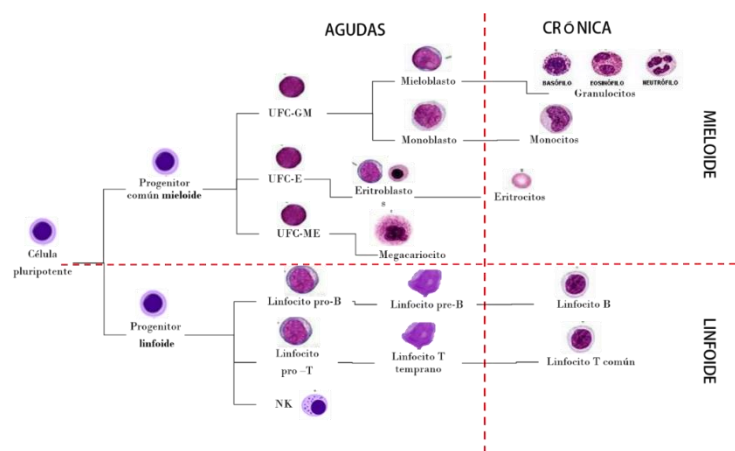 AGUDAS
CRÓNICA
Mieloblasto
BASÓFILO
EOSINÓFILO
NEUTRÓFILO
Granulocitos
UFC-GM
Monoblasto
Monocitos
MIELOIDE
Progenitor
común mieloide
UFC-E
Eritroblasto
Eritrocitos
UFC-ME
Megacariocito
Célula
pluripotente
Linfocito pro-B
Linfocito pre-B
Linfocito B
Progenitor
linfoide
Linfocito
pro –T
Linfocito T
temprano
Linfocito T común
LINFOIDE
NK